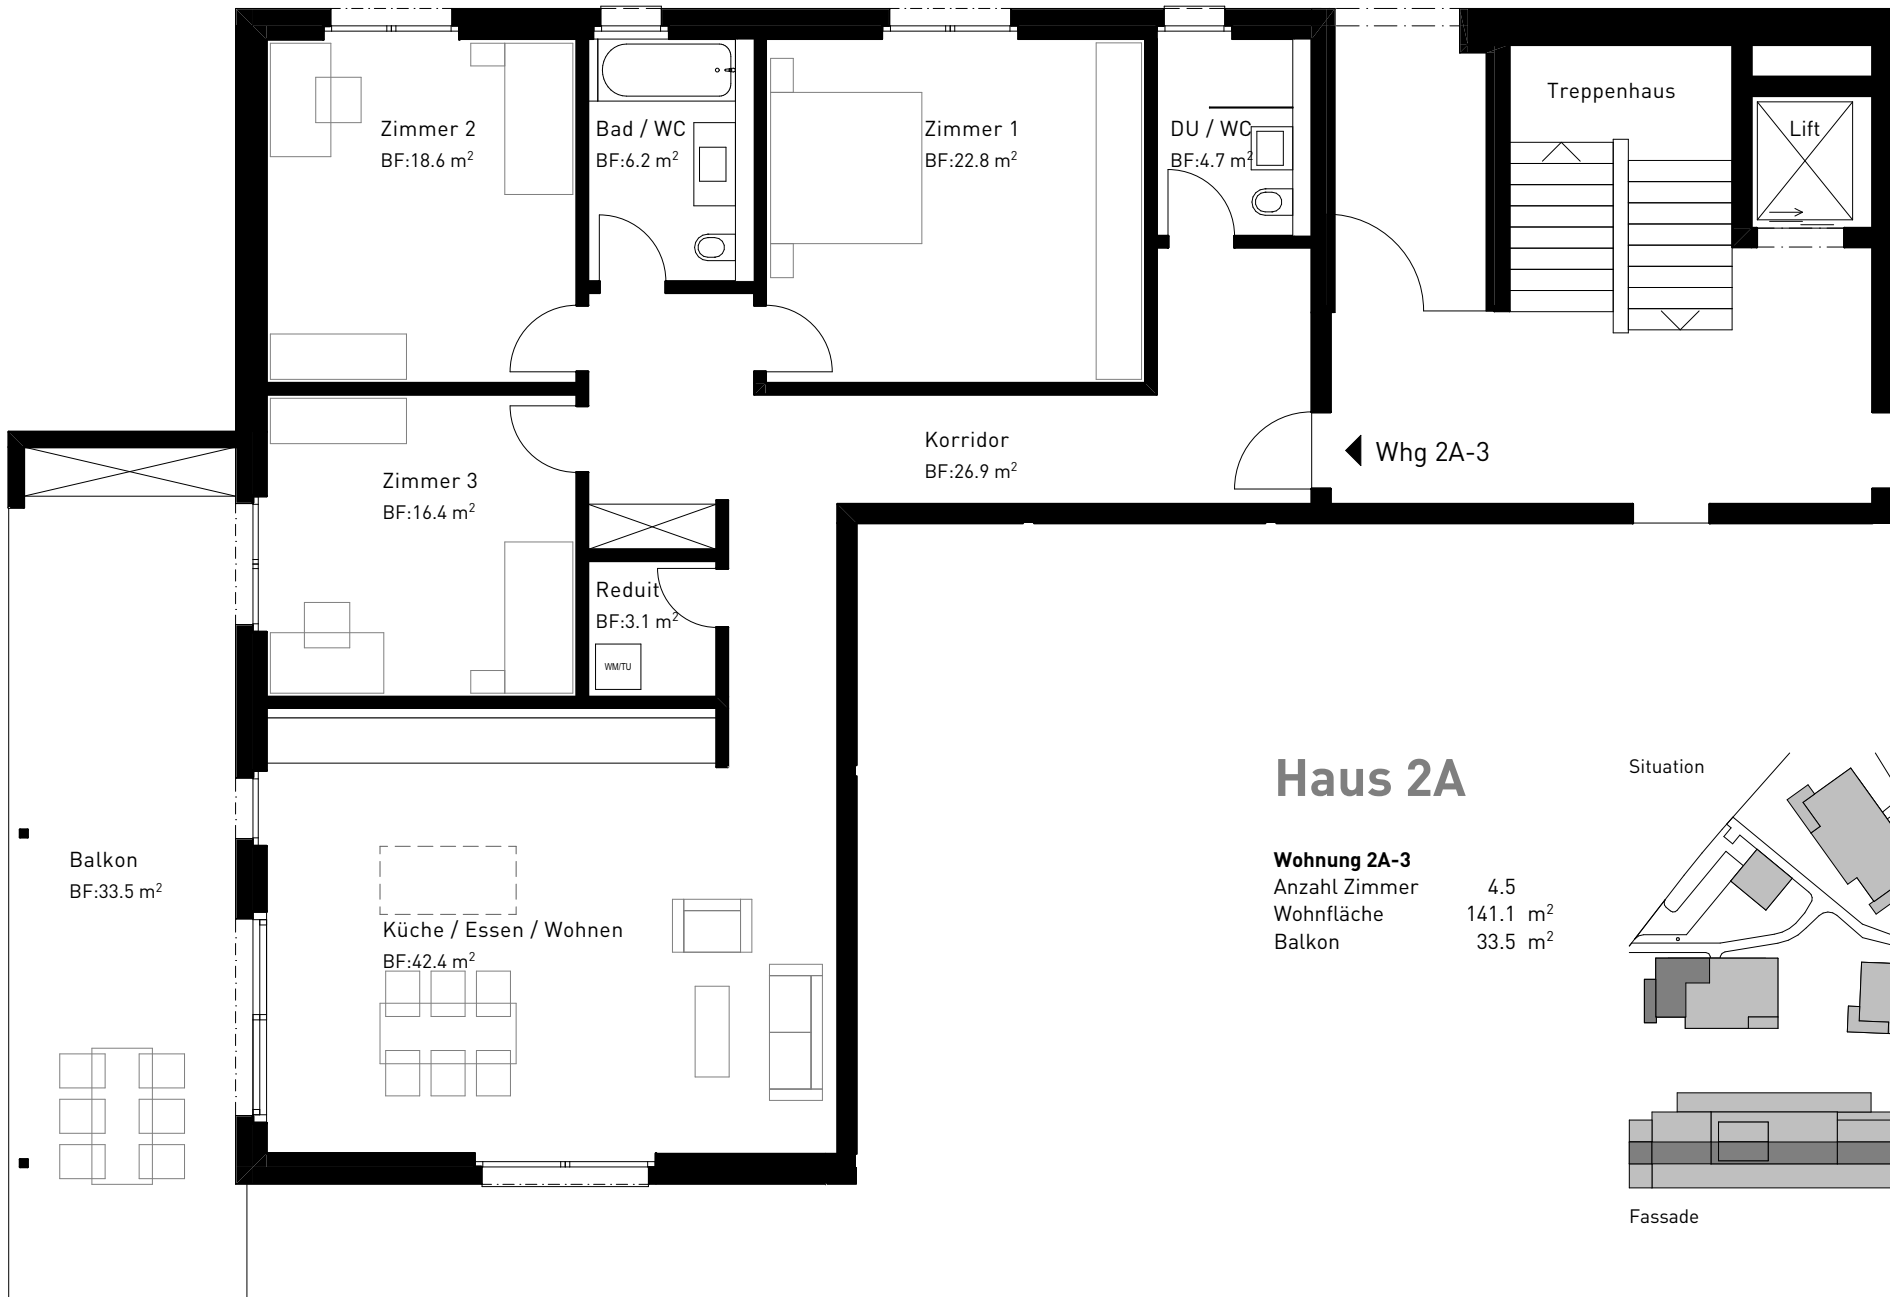 Treppenhaus
Lift
Zimmer 2
BF:18.6 m²
Bad / WC
BF:6.2 m²
Zimmer 1
BF:22.8 m²
DU / WC
BF:4.7 m²
Korridor
BF:26.9 m²
Whg 2A-3
Zimmer 3
BF:16.4 m²
Reduit
BF:3.1 m²
WM/TU
Balkon
BF:33.5 m²
Küche / Essen / Wohnen
BF:42.4 m²
Haus 2A
Wohnung 2A-3
Anzahl Zimmer 4.5
Wohnfläche 141.1 m²
Balkon 33.5 m²
Situation
Fassade